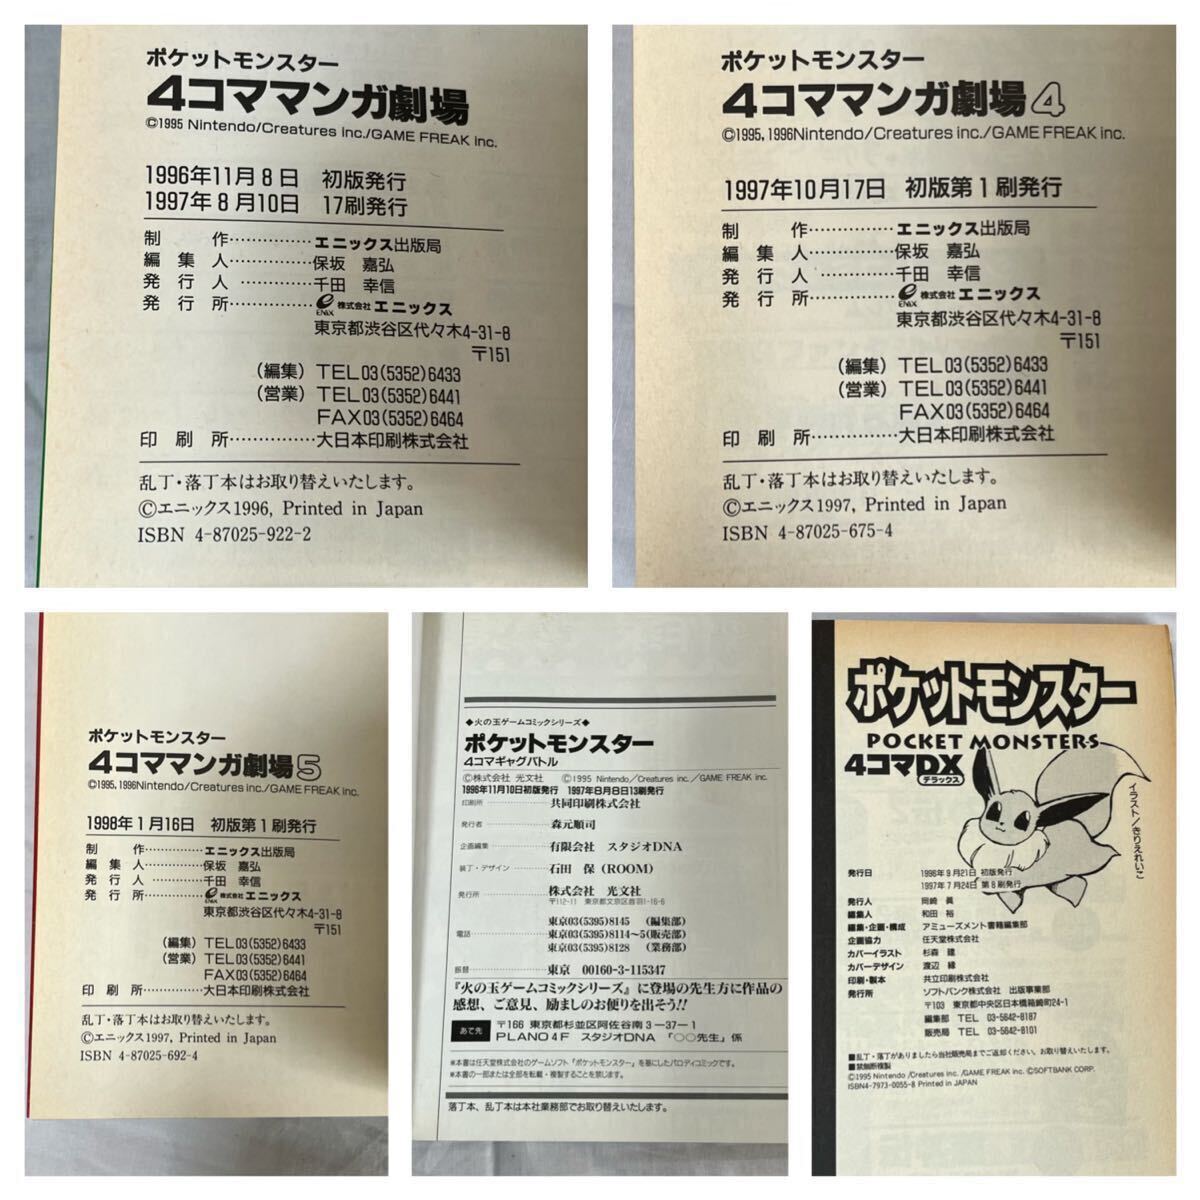 ポケットモンスター
4コママンガ劇場
©1995 Nintendo/Creatures inc./GAME FREAK inc.
1996年11月8日 初版発行
1997年8月10日 17刷発行
制作……………エニックス出版局
編集人……………保坂 嘉弘
発行人……………千田 幸信
発行所……………ENIX 株式会社 エニックス
東京都渋谷区代々木4-31-8
〒151
(編集) TEL03(5352)6433
(営業) TEL03(5352)6441
FAX03(5352)6464
印刷所……………大日本印刷株式会社
乱丁・落丁本はお取り替えいたします。
©エニックス1996, Printed in Japan
ISBN 4-87025-922-2
ポケットモンスター
4コママンガ劇場4
©1995,1996Nintendo/Creatures inc./GAME FREAK inc.
1997年10月17日 初版第1刷発行
制作……………エニックス出版局
編集人……………保坂 嘉弘
発行人……………千田 幸信
発行所……………ENIX 株式会社 エニックス
東京都渋谷区代々木4-31-8
〒151
(編集) TEL03(5352)6433
(営業) TEL03(5352)6441
FAX03(5352)6464
印刷所……………大日本印刷株式会社
乱丁・落丁本はお取り替えいたします。
©エニックス1997, Printed in Japan
ISBN 4-87025-675-4
ポケットモンスター
4コママンガ劇場5
©1995,1996Nintendo/Creatures inc./GAME FREAK inc.
1998年1月16日 初版第1刷発行
制作……………エニックス出版局
編集人……………保坂 嘉弘
発行人……………千田 幸信
発行所……………ENIX 株式会社 エニックス
東京都渋谷区代々木4-31-8
〒151
(編集) TEL03(5352)6433
(営業) TEL03(5352)6441
FAX03(5352)6464
印刷所……………大日本印刷株式会社
乱丁・落丁本はお取り替えいたします。
©エニックス1997, Printed in Japan
ISBN 4-87025-692-4
◆火の玉ゲームコミックシリーズ◆
ポケットモンスター
4コマギャグバトル
©株式会社 光文社 ©1995 Nintendo/Creatures inc./GAME FREAK inc.
1996年11月10日初版発行 1997年8月8日13刷発行
印刷所 共同印刷株式会社
発行者 森元順司
企画編集 有限会社 スタジオDNA
装丁・デザイン 石田 保(ROOM)
発行所 株式会社 光文社
〒112-11 東京都文京区音羽1-16-6
東京03(5395)8145 (編集部)
電話 東京03(5395)8114~5(販売部)
東京03(5395)8128 (業務部)
振替 東京 00160-3-115347
『火の玉ゲームコミックシリーズ』に登場の先生方に作品の
感想、ご意見、励ましのお便りを出そう!!
あて先 〒166 東京都杉並区阿佐谷南3-37-1
PLANO4F スタジオDNA 「〇〇先生」係
※本書は任天堂株式会社のゲームソフト「ポケットモンスター」を基にしたパロディコミックです。
※本書の一部または全部を転載・複製することを禁じます。
落丁本、乱丁本は本社業務部でお取り替えいたします。
ポケットモンスター
POCKET MONSTERS
4コマDX
デラックス
イラスト/きりえれいこ
発行日 1996年9月21日 初版発行
1997年7月24日 第8刷発行
発行人 岡崎 眞
編集人 和田 裕
編集・企画・構成 アミューズメント書籍編集部
企画協力 任天堂株式会社
カバーイラスト 杉森 建
カバーデザイン 渡辺 縁
印刷・製本 共立印刷株式会社
発行所 ソフトバンク株式会社 出版事業部
〒103 東京都中央区日本橋箱崎町24-1
編集部 TEL 03-5642-8187
販売局 TEL 03-5642-8101
■乱丁・落丁がありましたら当社販売局までご返却ください。お取り替えいたします。
■禁無断複製
©1995 Nintendo /Creatures inc. /GAME FREAK inc. ©SOFTBANK CORP.
ISBN4-7973-0055-8 Printed in JAPAN